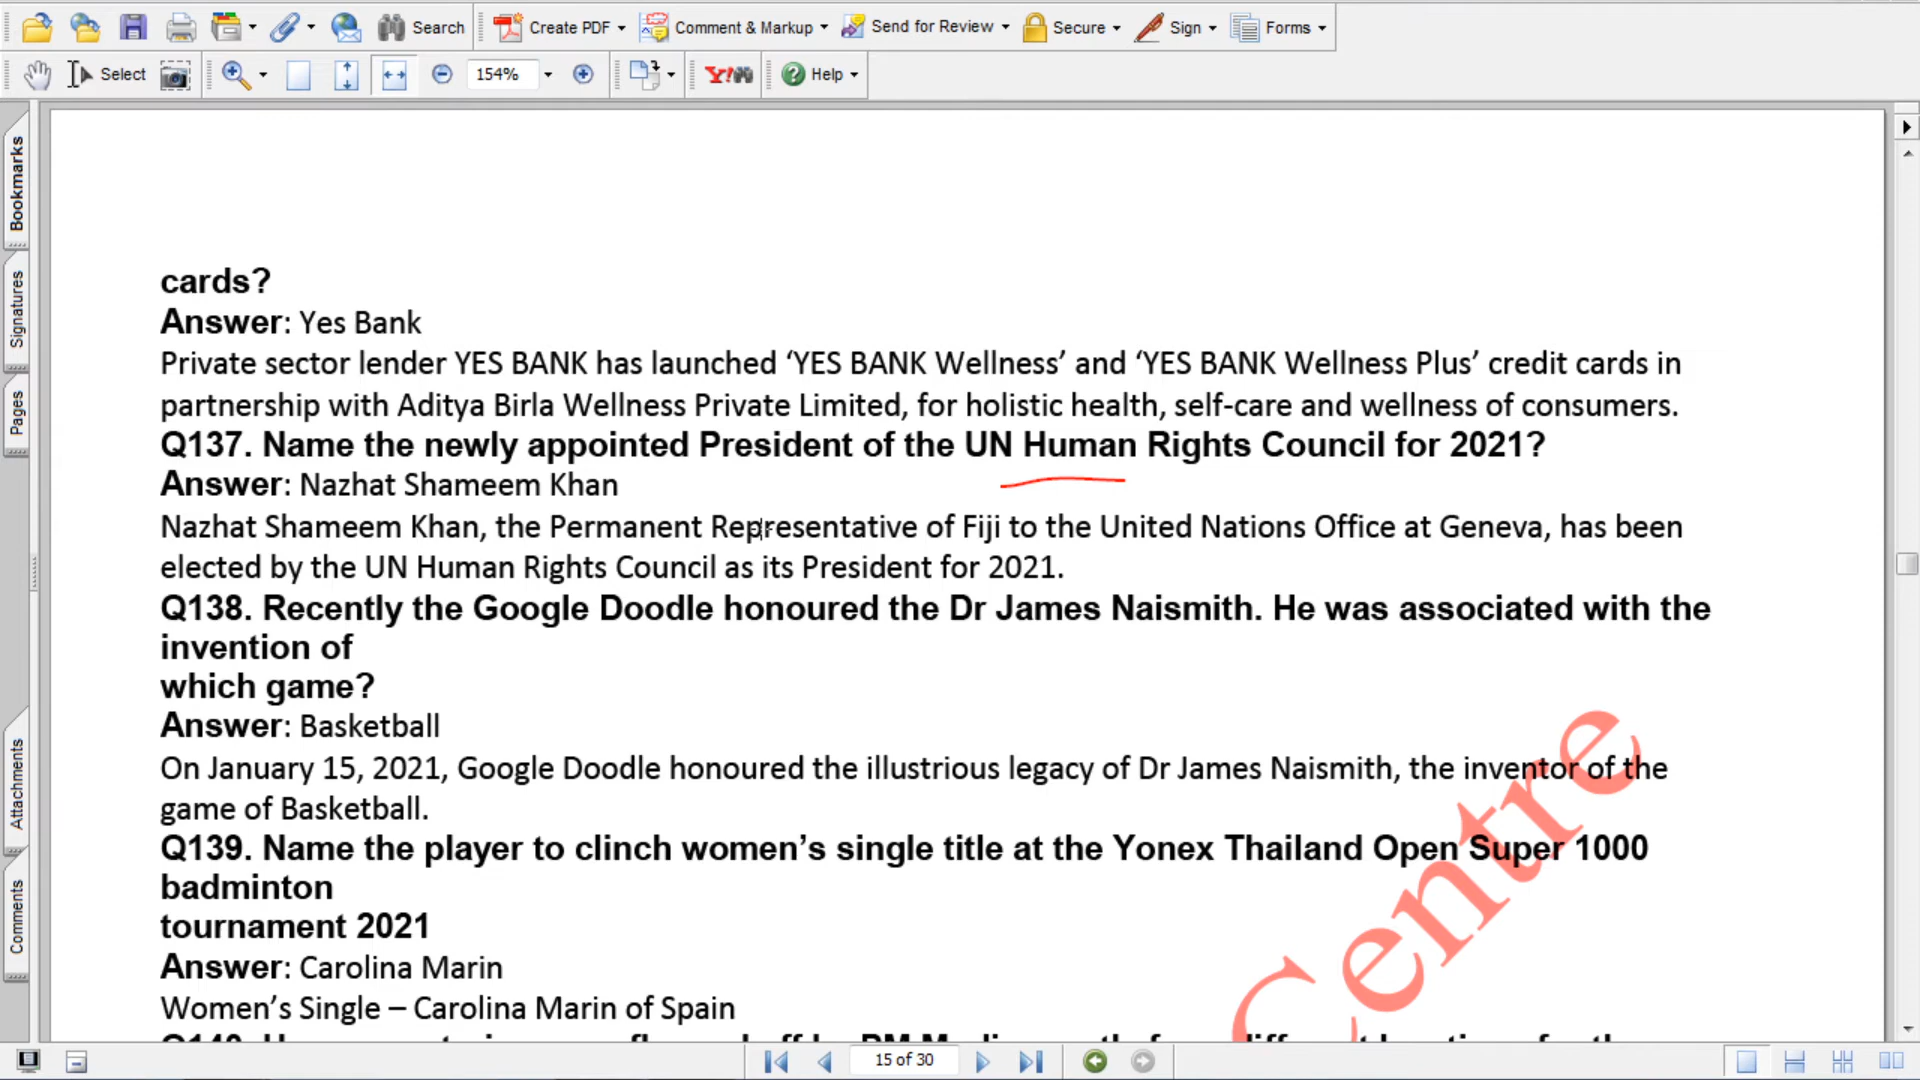 Search
Create PDF
Comment & Markup
Send for Review
Secure
Sign
Forms
Select
154%
Y!
Help
Bookmarks
Signatures
Pages
Attachments
Comments
cards?
Answer: Yes Bank
Private sector lender YES BANK has launched ‘YES BANK Wellness’ and ‘YES BANK Wellness Plus’ credit cards in
partnership with Aditya Birla Wellness Private Limited, for holistic health, self-care and wellness of consumers.
Q137. Name the newly appointed President of the UN Human Rights Council for 2021?
Answer: Nazhat Shameem Khan
Nazhat Shameem Khan, the Permanent Representative of Fiji to the United Nations Office at Geneva, has been
elected by the UN Human Rights Council as its President for 2021.
Q138. Recently the Google Doodle honoured the Dr James Naismith. He was associated with the
invention of
which game?
Answer: Basketball
On January 15, 2021, Google Doodle honoured the illustrious legacy of Dr James Naismith, the inventor of the
game of Basketball.
Q139. Name the player to clinch women’s single title at the Yonex Thailand Open Super 1000
badminton
tournament 2021
Answer: Carolina Marin
Women’s Single – Carolina Marin of Spain
Centre
15 of 30